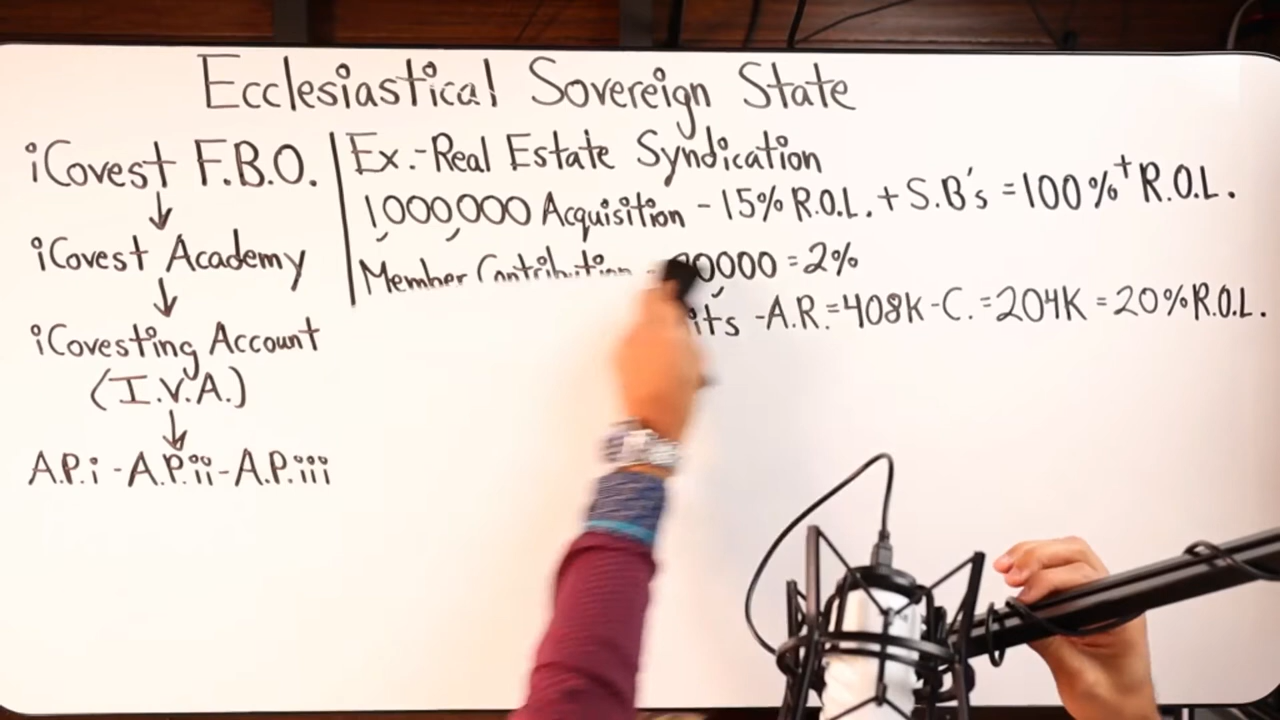 Ecclesiastical Sovereign State
iCovest F.B.O.
iCovest Academy
iCovesting Account
(I.V.A.)
A.P.i - A.P.ii - A.P.iii
Ex.- Real Estate Syndication
1,000,000 Acquisition - 15% R.O.L. + S.B's = 100%+ R.O.L.
Member Contribution - 0000 = 2%
its - A.R. = 408K - C. = 204K = 20% R.O.L.